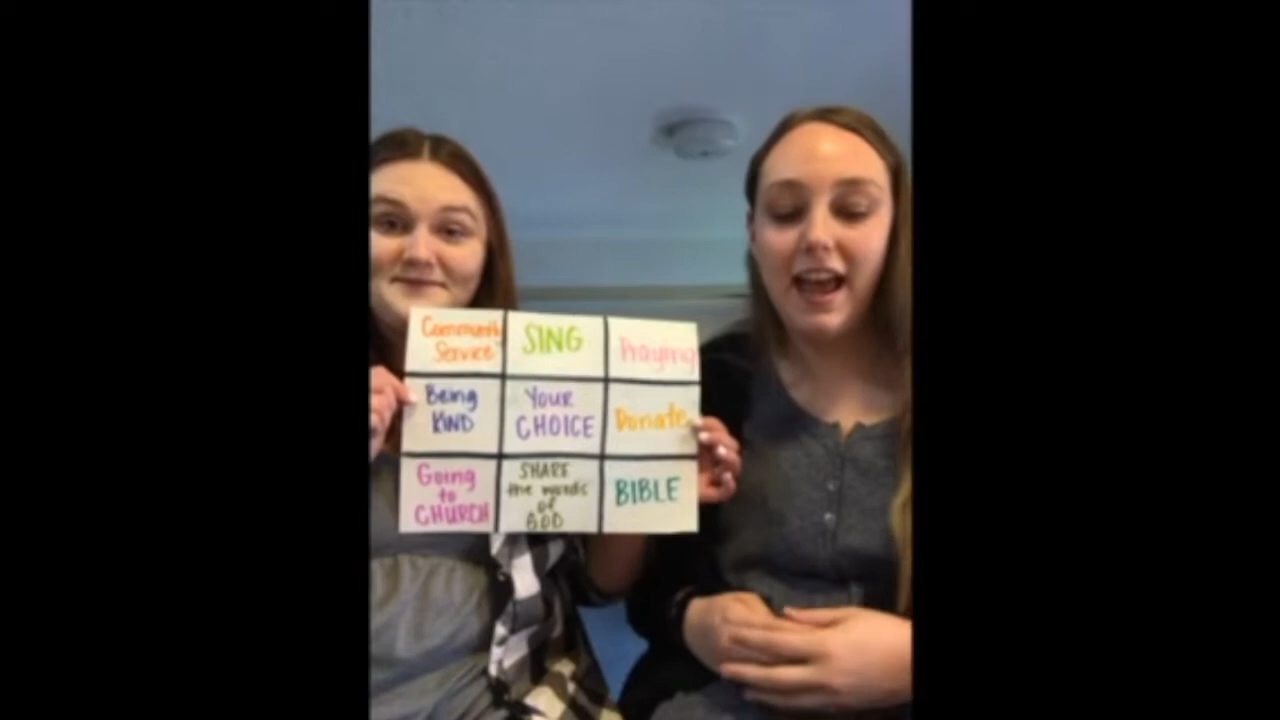 Community
Service
SING
Praying
Being
KIND
YOUR
CHOICE
Donate
Going
to
CHURCH
SHARE
the words
of
GOD
BIBLE